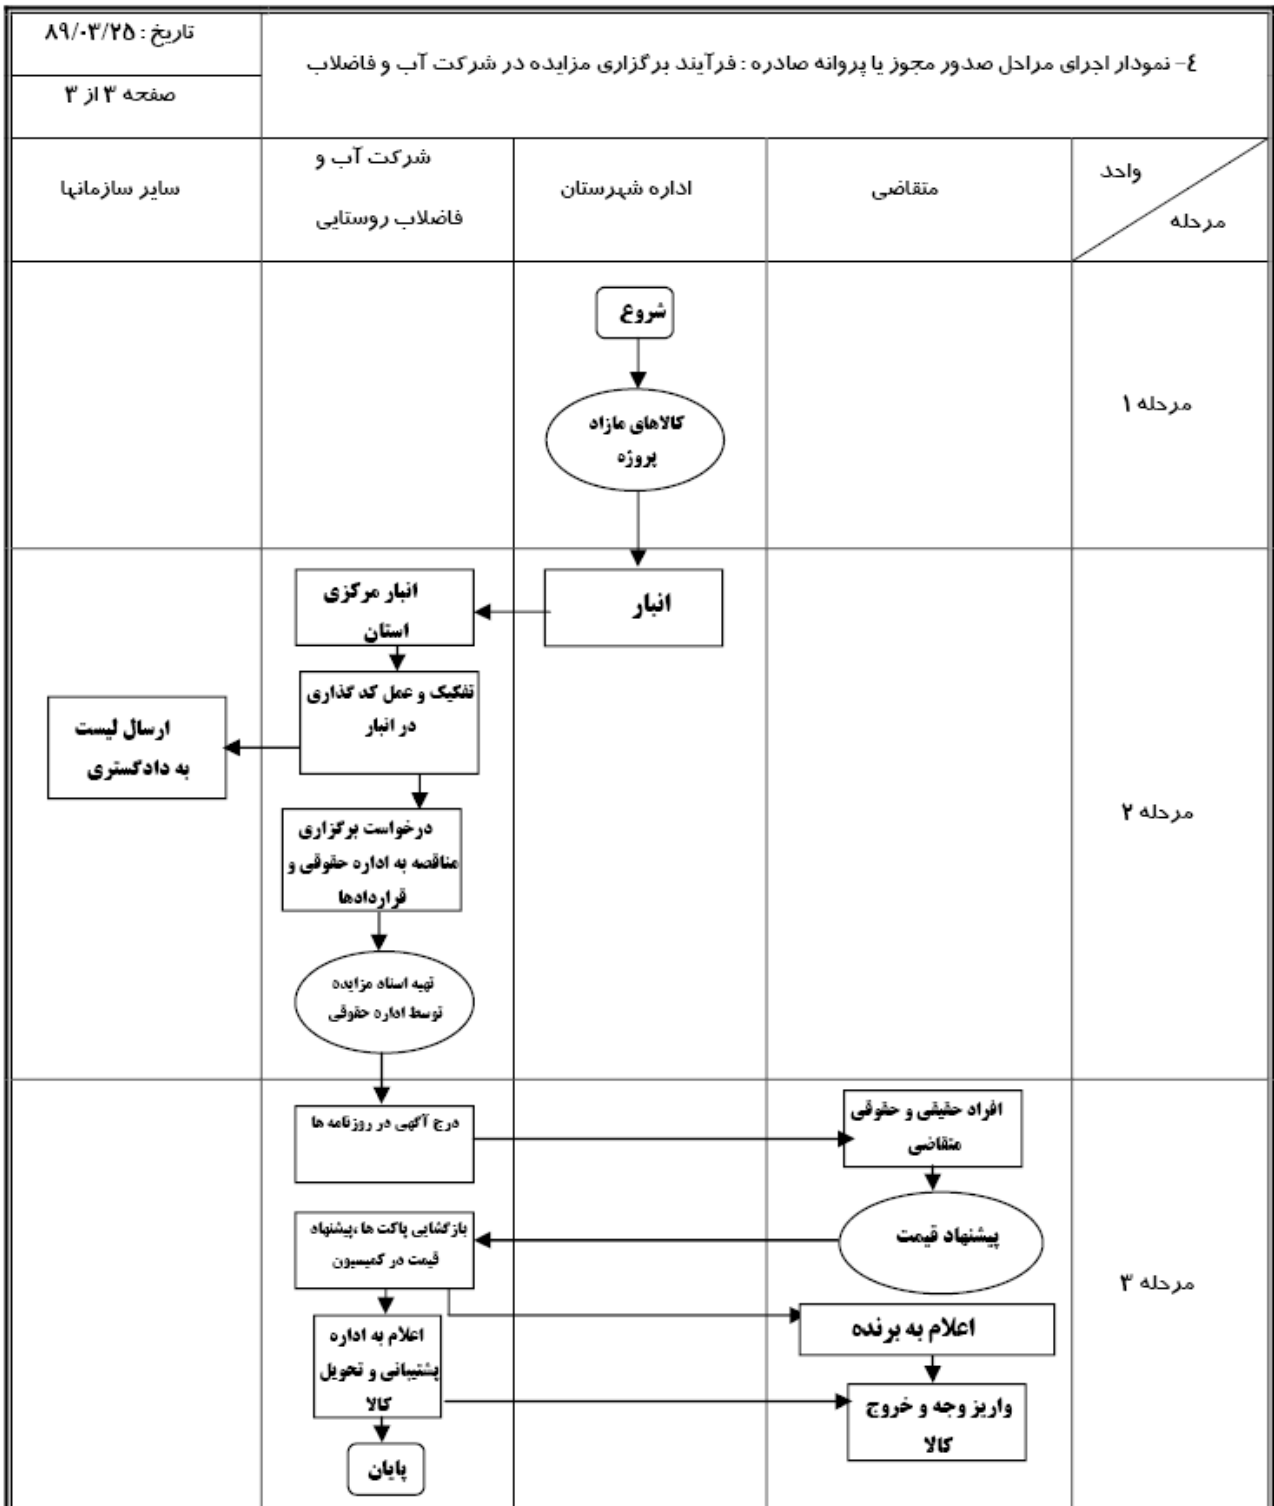 ٤- نمودار اجرای مراحل صدور مجوز یا پروانه صادره : فرآیند برگزاری مزایده در شرکت آب و فاضلاب
تاریخ : ۸۹/۰۳/۲۵
صفحه ۳ از ۳
واحد
مرحله
متقاضی
اداره شهرستان
شرکت آب و
فاضلاب روستایی
سایر سازمانها
مرحله ۱
شروع
کالاهای مازاد
پروژه
مرحله ۲
انبار
انبار مرکزی
استان
تفکیک و عمل کد گذاری
در انبار
ارسال لیست
به دادگستری
درخواست برگزاری
مناقصه به اداره حقوقی و
قراردادها
تهیه اسناد مزایده
توسط اداره حقوقی
مرحله ۳
درج آگهی در روزنامه ها
افراد حقیقی و حقوقی
متقاضی
پیشنهاد قیمت
بازگشایی پاکت ها ،پیشنهاد
قیمت در کمیسیون
اعلام به برنده
اعلام به اداره
پشتیبانی و تحویل
کالا
واریز وجه و خروج
کالا
پایان